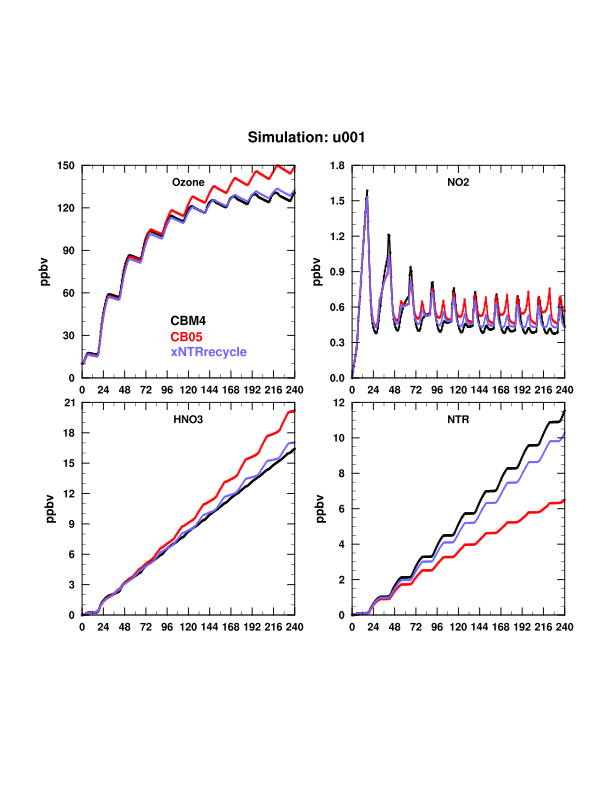 Simulation: u001
Ozone
150
120
90
60
30
0
ppbv
CBM4
CB05
xNTRrecycle
0 24 48 72 96 120 144 168 192 216 240
NO2
1.8
1.5
1.2
0.9
0.6
0.3
0.0
ppbv
0 24 48 72 96 120 144 168 192 216 240
HNO3
21
18
15
12
9
6
3
0
ppbv
0 24 48 72 96 120 144 168 192 216 240
NTR
12
10
8
6
4
2
0
ppbv
0 24 48 72 96 120 144 168 192 216 240